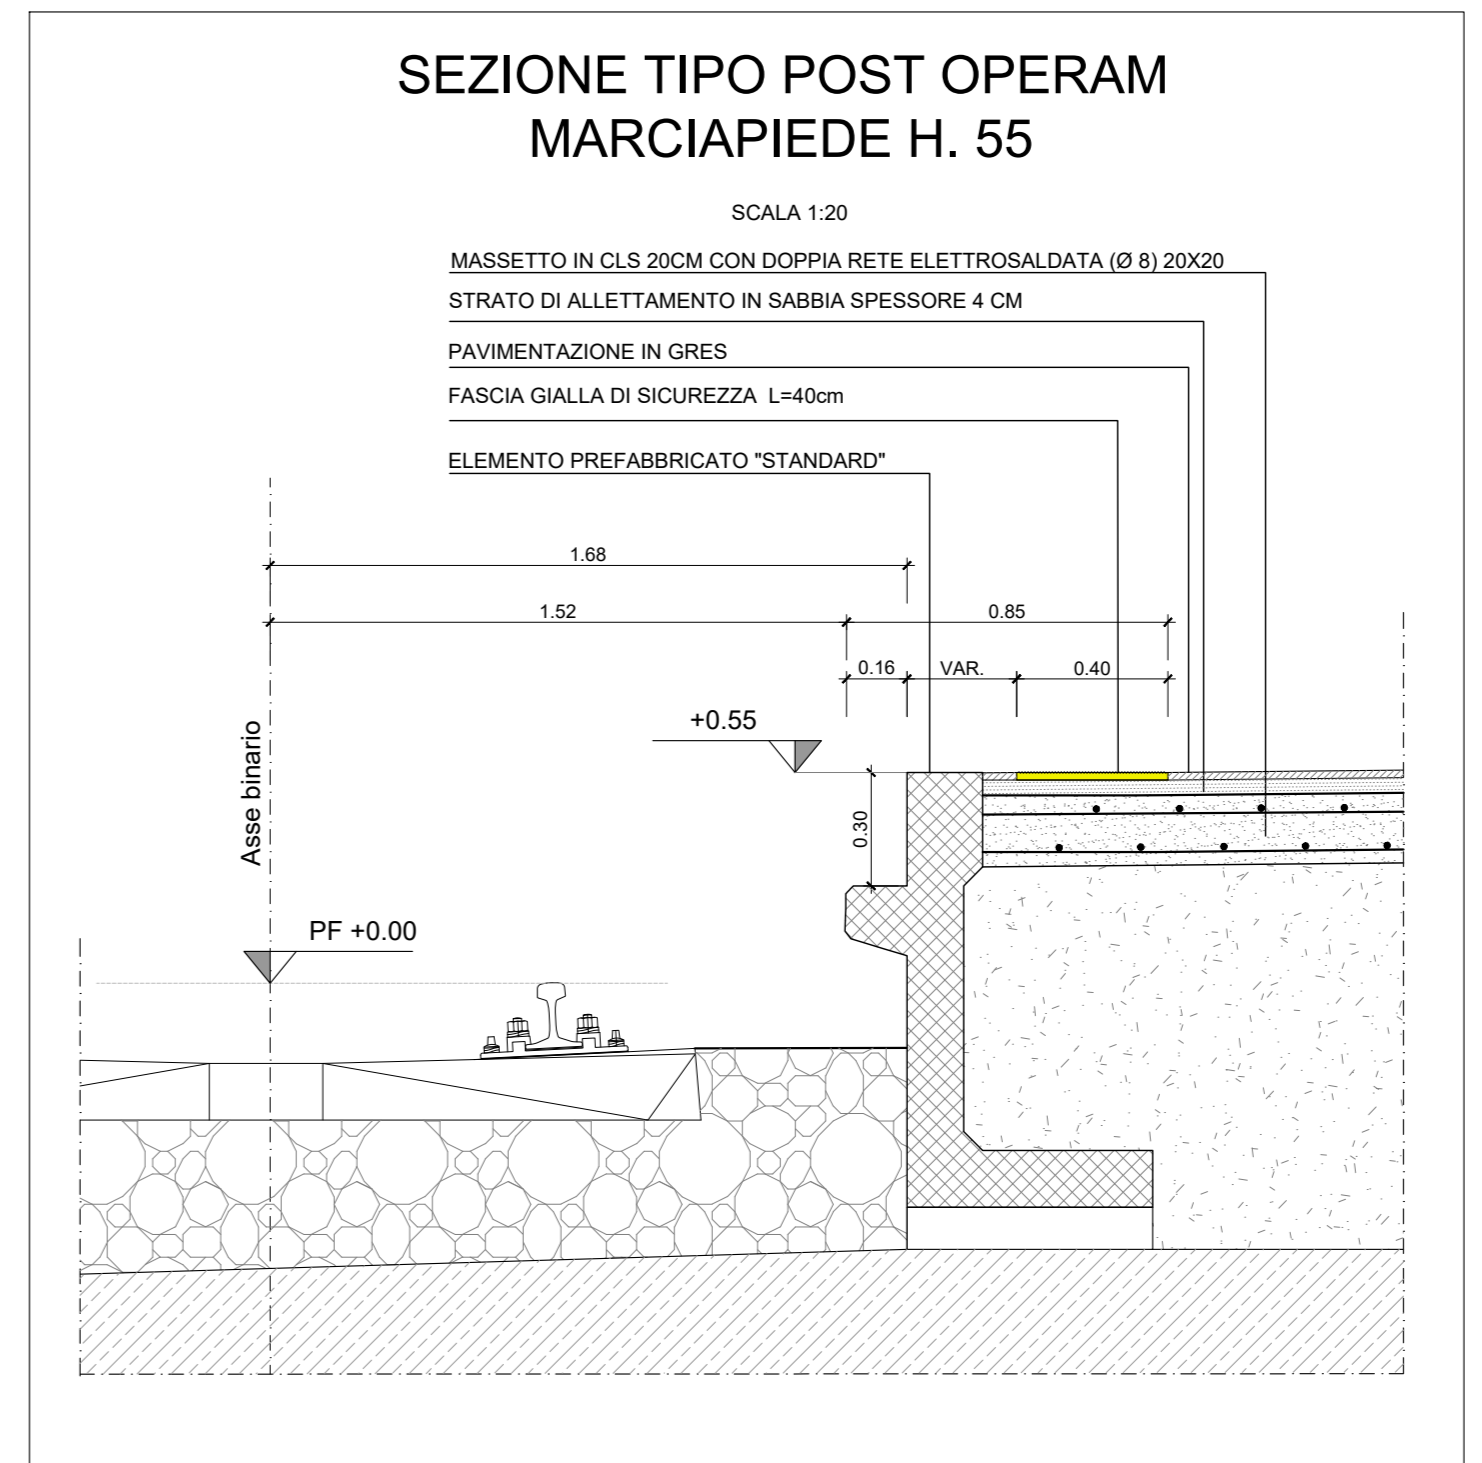 SEZIONE TIPO POST OPERAM
MARCIAPIEDE H. 55
SCALA 1:20
MASSETTO IN CLS 20CM CON DOPPIA RETE ELETTROSALDATA (Ø 8) 20X20
STRATO DI ALLETTAMENTO IN SABBIA SPESSORE 4 CM
PAVIMENTAZIONE IN GRES
FASCIA GIALLA DI SICUREZZA L=40cm
ELEMENTO PREFABBRICATO "STANDARD"
1.68
1.52
0.85
0.16
VAR.
0.40
+0.55
Asse binario
0.30
PF +0.00